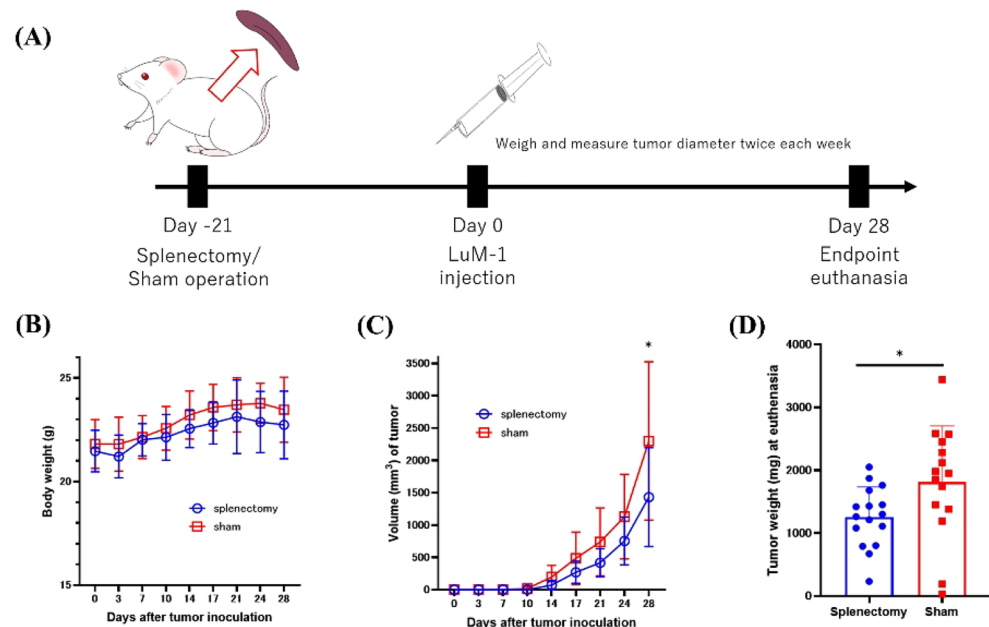 (A)
Weigh and measure tumor diameter twice each week
Day -21
Splenectomy/
Sham operation
Day 0
LuM-1
injection
Day 28
Endpoint
euthanasia
(B)
Body weight (g)
25
20
15
splenectomy
sham
0 3 7 10 14 17 21 24 28
Days after tumor inoculation
(C)
Volume (mm³) of tumor
3500
3000
2500
2000
1500
1000
500
0
splenectomy
sham
*
0 3 7 10 14 17 21 24 28
Days after tumor inoculation
(D)
Tumor weight (mg) at euthenasia
4000
3000
2000
1000
0
*
Splenectomy Sham